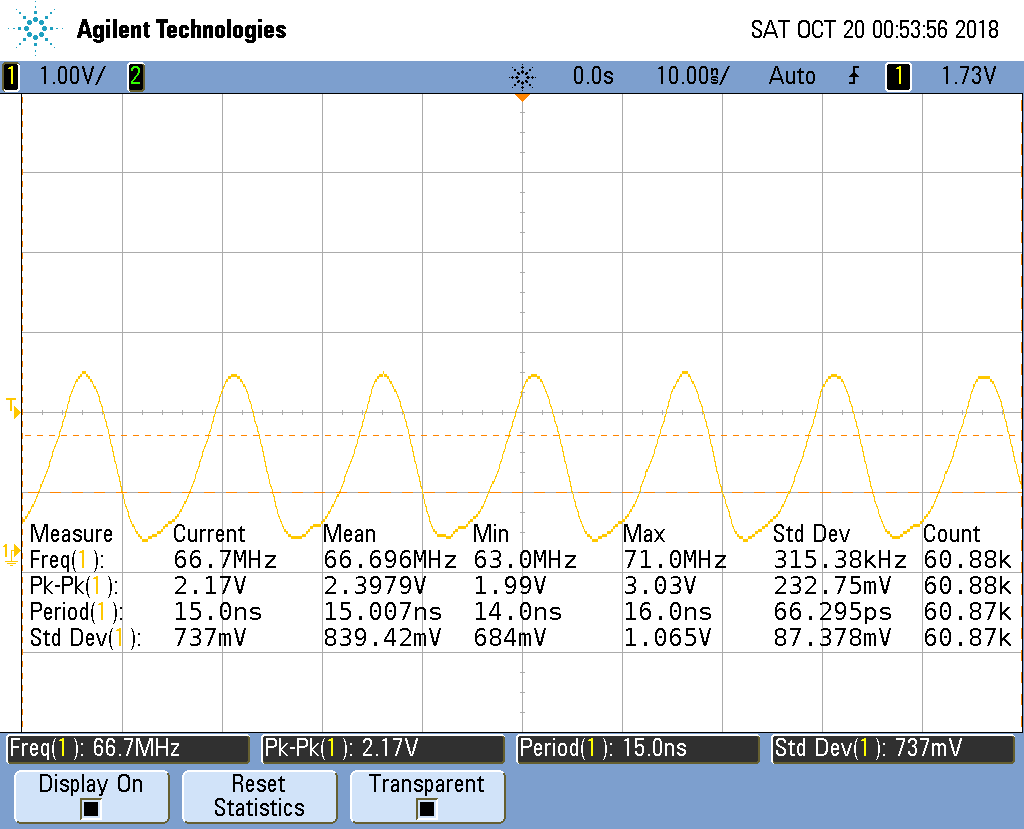 Agilent Technologies SAT OCT 20 00:53:56 2018
1 1.00V/ 2 0.0s 10.00ns/ Auto 1 1.73V
T
1
Measure Current Mean Min Max Std Dev Count
Freq(1): 66.7MHz 66.696MHz 63.0MHz 71.0MHz 315.38kHz 60.88k
Pk-Pk(1): 2.17V 2.3979V 1.99V 3.03V 232.75mV 60.88k
Period(1): 15.0ns 15.007ns 14.0ns 16.0ns 66.295ps 60.87k
Std Dev(1): 737mV 839.42mV 684mV 1.065V 87.378mV 60.87k
Freq(1): 66.7MHz Pk-Pk(1): 2.17V Period(1): 15.0ns Std Dev(1): 737mV
Display On Reset Transparent
Statistics